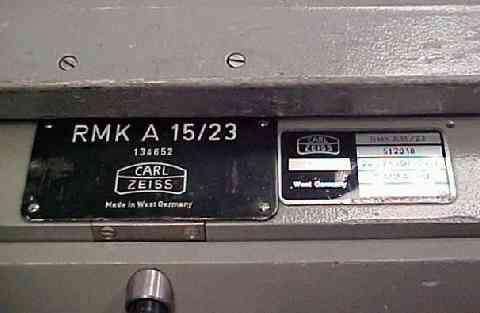 RMK A 15/23
134652
CARL
ZEISS
Made in West Germany
CARL
ZEISS
West Germany
RMK A 15/23